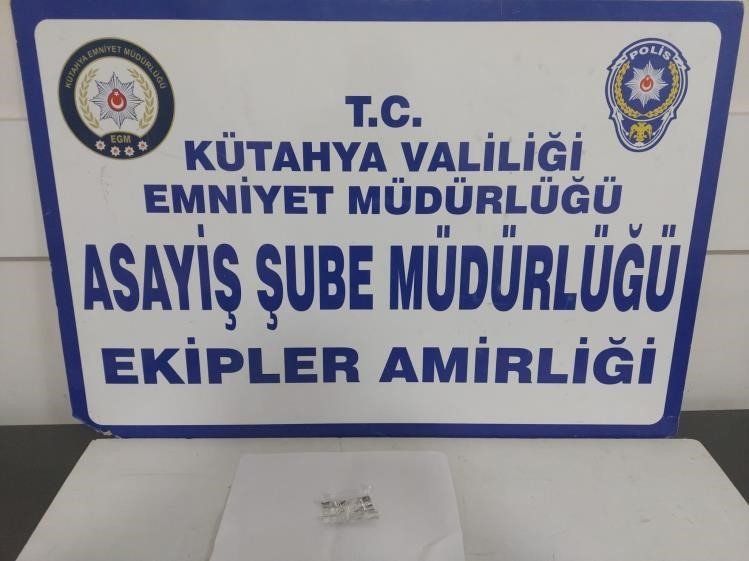 KÜTAHYA EMNİYET MÜDÜRLÜĞÜ
EGM
POLİS
T.C.
KÜTAHYA VALİLİĞİ
EMNİYET MÜDÜRLÜĞÜ
ASAYİŞ ŞUBE MÜDÜRLÜĞÜ
EKİPLER AMİRLİĞİ